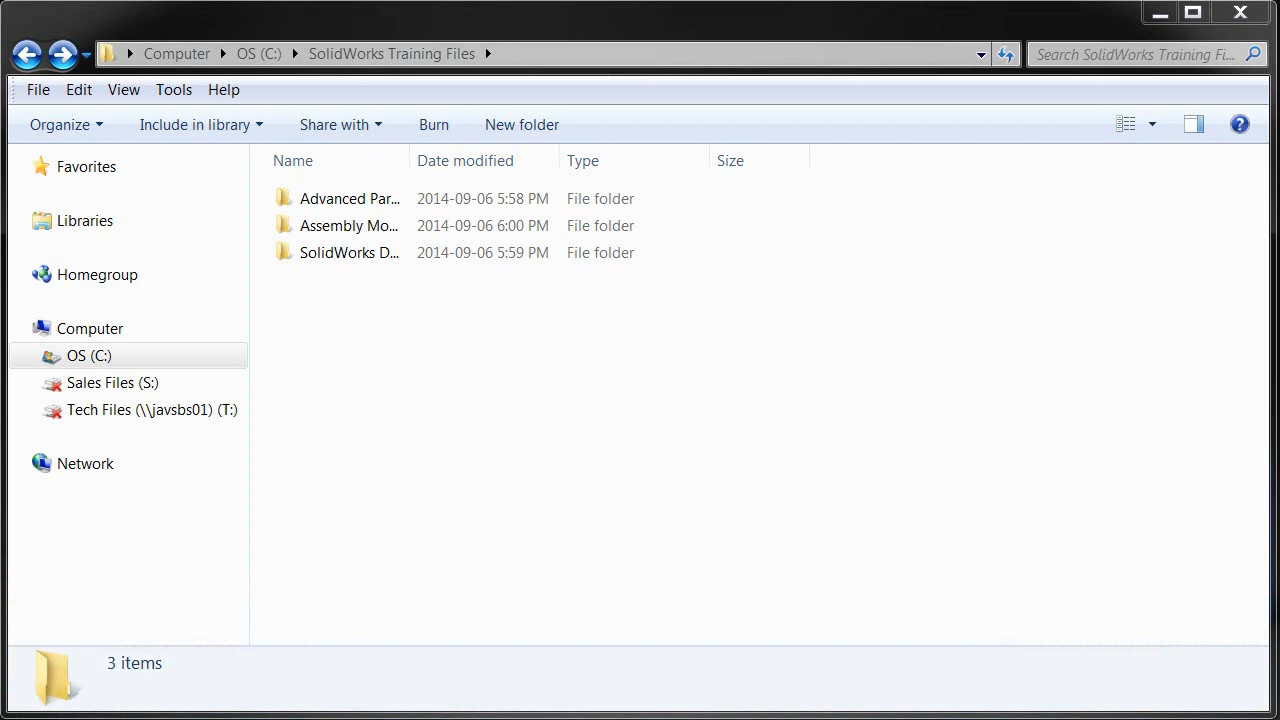 Computer OS (C:) SolidWorks Training Files Search SolidWorks Training Fi...
File Edit View Tools Help
Organize Include in library Share with Burn New folder
Favorites
Libraries
Homegroup
Computer
OS (C:)
Sales Files (S:)
Tech Files (\\javsbs01) (T:)
Network
Name Date modified Type Size
Advanced Par... 2014-09-06 5:58 PM File folder
Assembly Mo... 2014-09-06 6:00 PM File folder
SolidWorks D... 2014-09-06 5:59 PM File folder
3 items